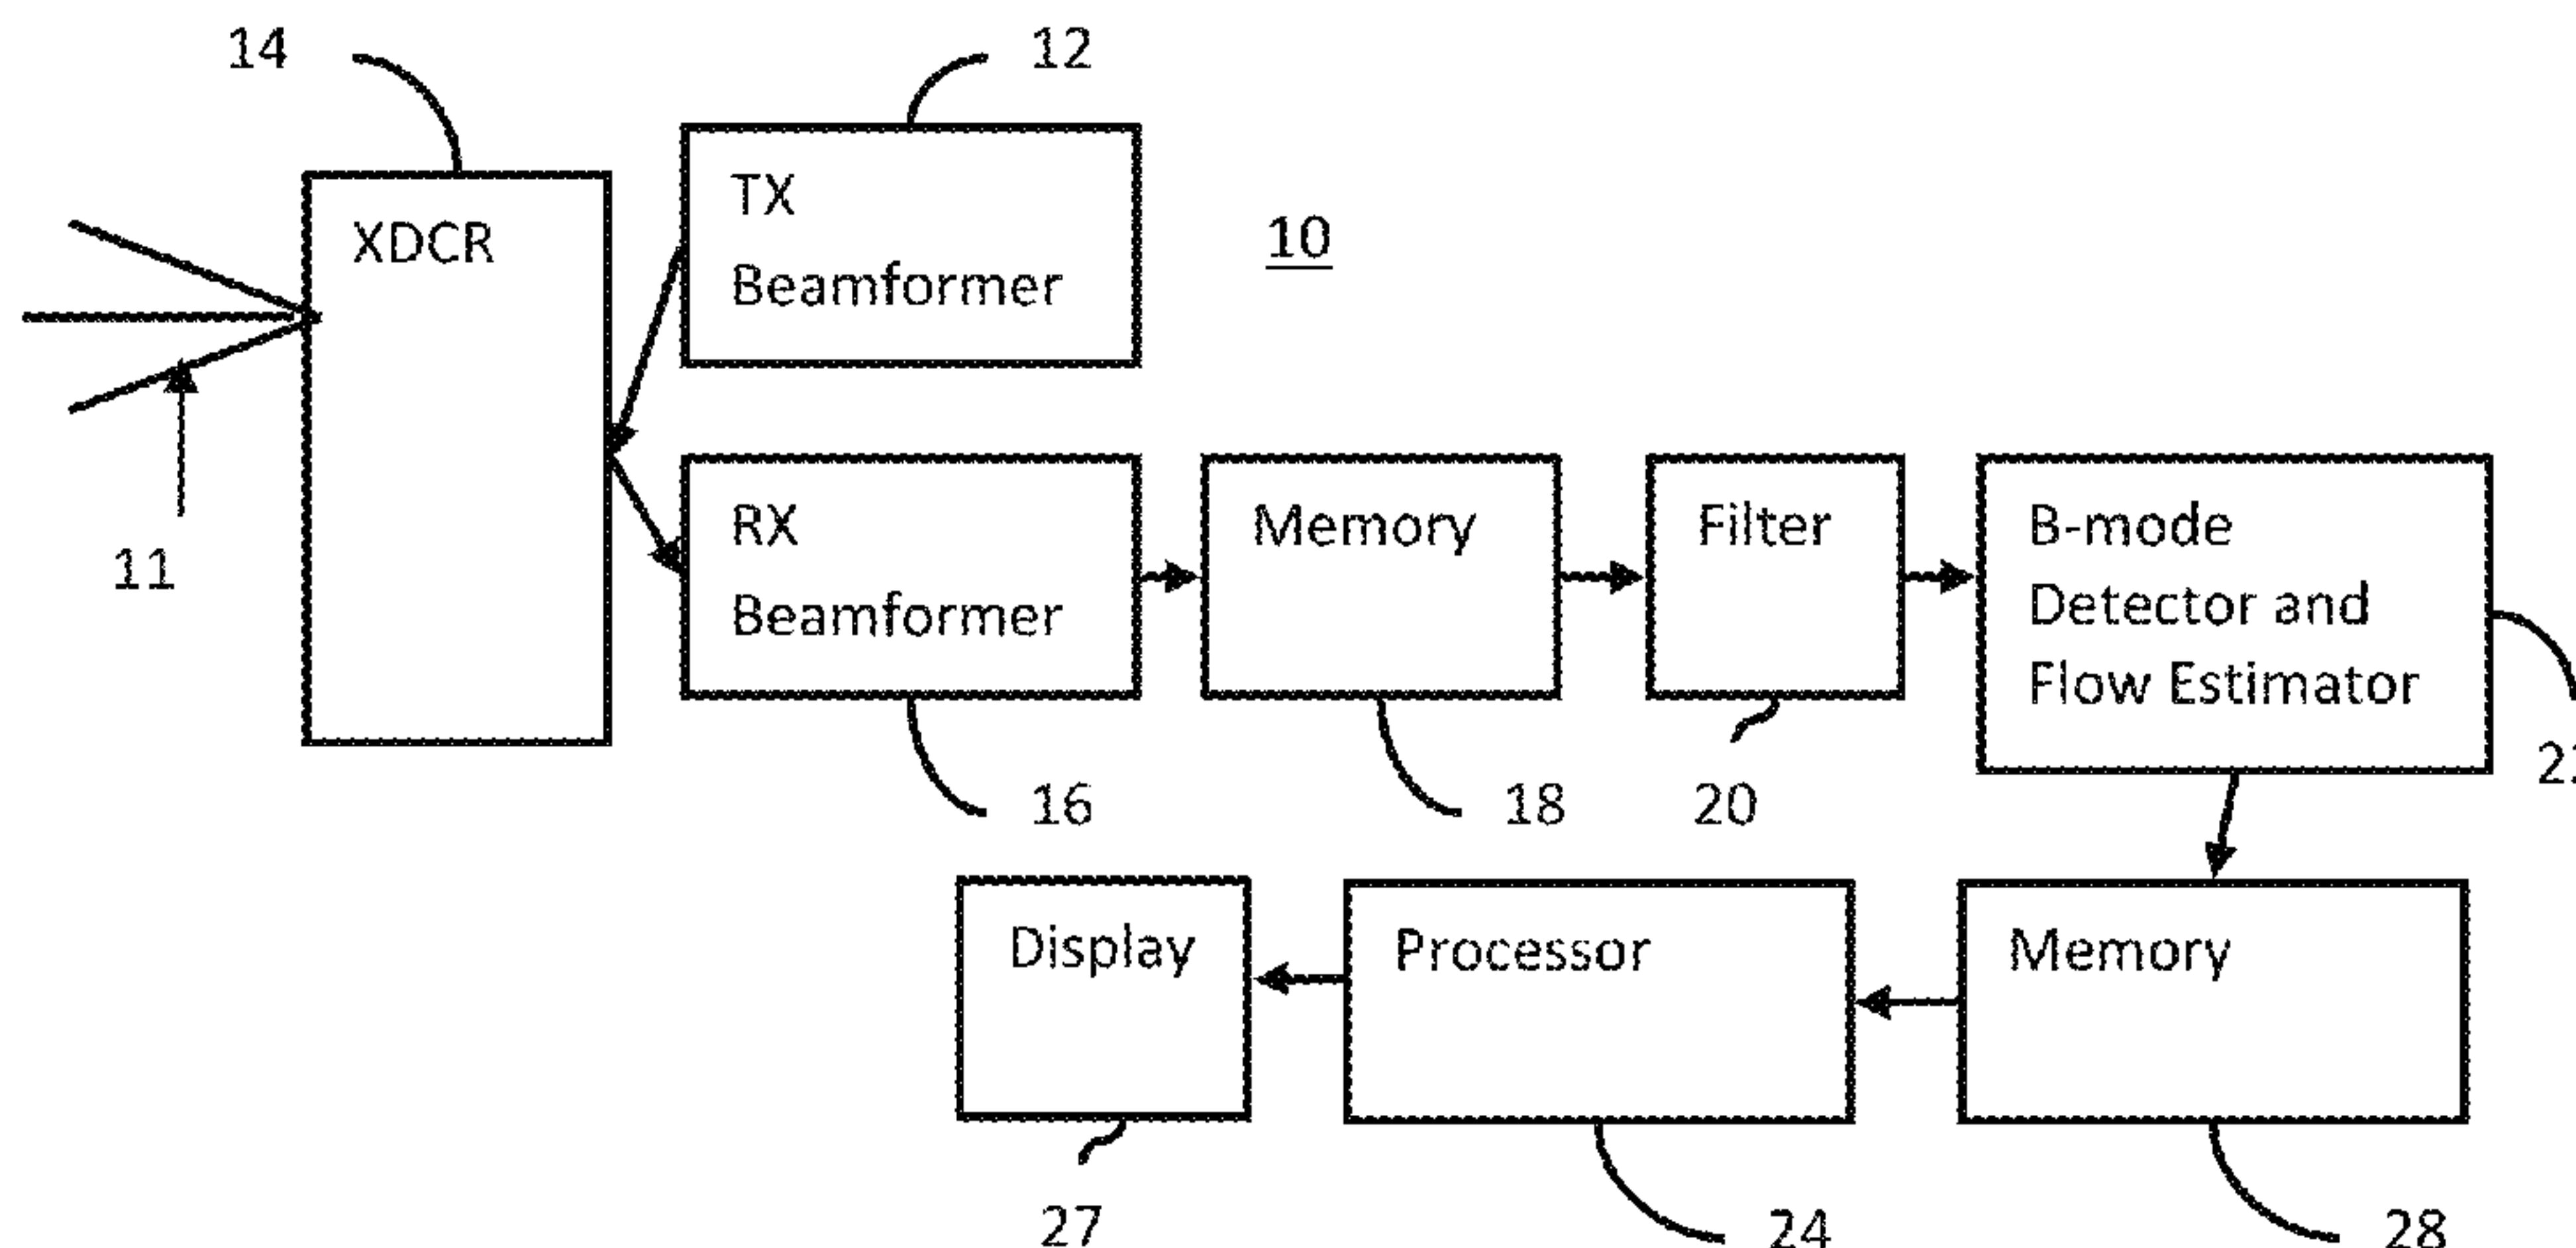 14
12
XDCR
TX
Beamformer
10
11
RX
Beamformer
Memory
Filter
B-mode
Detector and
Flow Estimator
16
18
20
Display
Processor
Memory
27
24
28